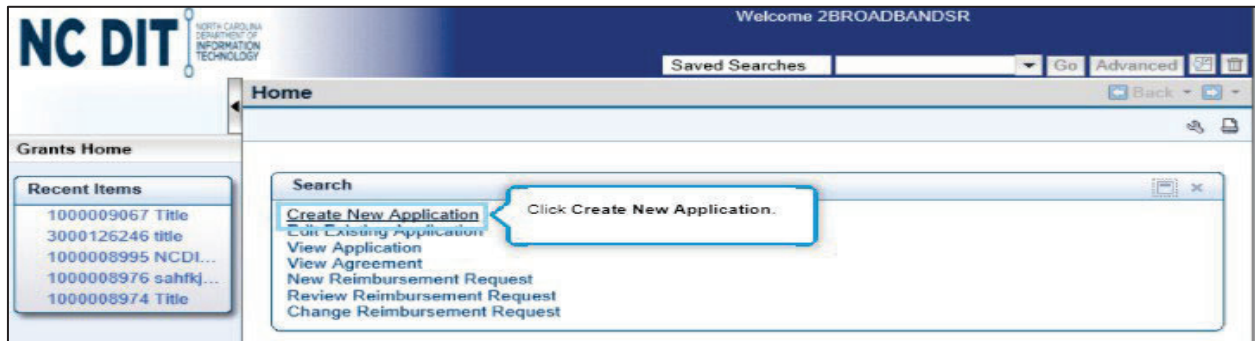 NC DIT
NORTH CAROLINA
DEPARTMENT OF
INFORMATION
TECHNOLOGY
Welcome 2BROADBANDSR
Saved Searches
Go Advanced
Home
Back
Grants Home
Recent Items
1000009067 Title
3000126246 title
1000008995 NCDI...
1000008976 sahfkj...
1000008974 Title
Search
Create New Application
Click Create New Application.
Edit Existing Application
View Application
View Agreement
New Reimbursement Request
Review Reimbursement Request
Change Reimbursement Request